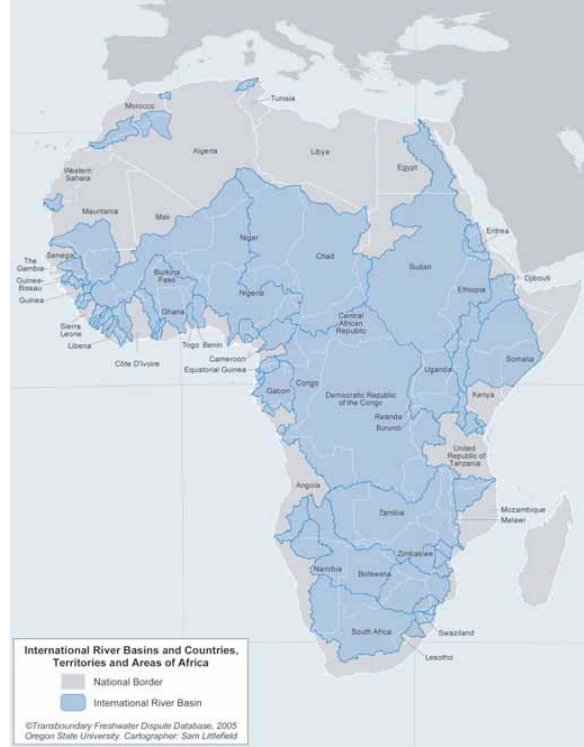 Tunisia
Morocco
Algeria
Libya
Egypt
Western
Sahara
Mauritania
Mali
Niger
Chad
Sudan
Eritrea
Djibouti
Ethiopia
Somalia
The
Gambia
Senegal
Guinea-
Bissau
Guinea
Burkina
Faso
Ghana
Nigeria
Sierra
Leone
Liberia
Côte D'Ivoire
Togo
Benin
Cameroon
Equatorial Guinea
Central
African
Republic
Gabon
Congo
Democratic Republic
of the Congo
Uganda
Kenya
Rwanda
Burundi
United
Republic of
Tanzania
Angola
Zambia
Mozambique
Malawi
Zimbabwe
Namibia
Botswana
South Africa
Swaziland
Lesotho
International River Basins and Countries,
Territories and Areas of Africa
National Border
International River Basin
©Transboundary Freshwater Dispute Database, 2005
Oregon State University. Cartographer: Sam Littlefield